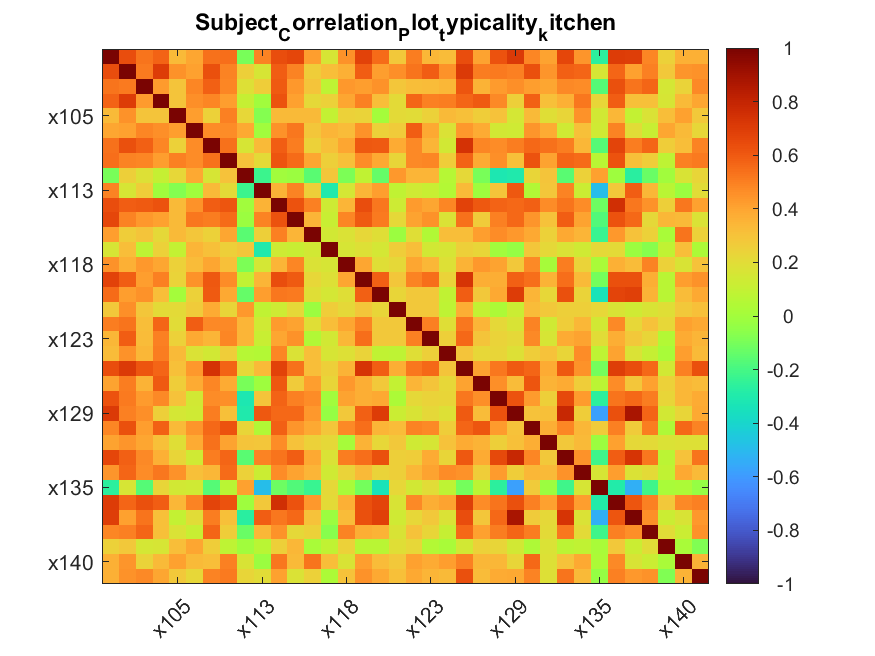 Subject_Correlation_Plot_typicality_kitchen
x105
x113
x118
x123
x129
x135
x140
x105
x113
x118
x123
x129
x135
x140
1
0.8
0.6
0.4
0.2
0
-0.2
-0.4
-0.6
-0.8
-1